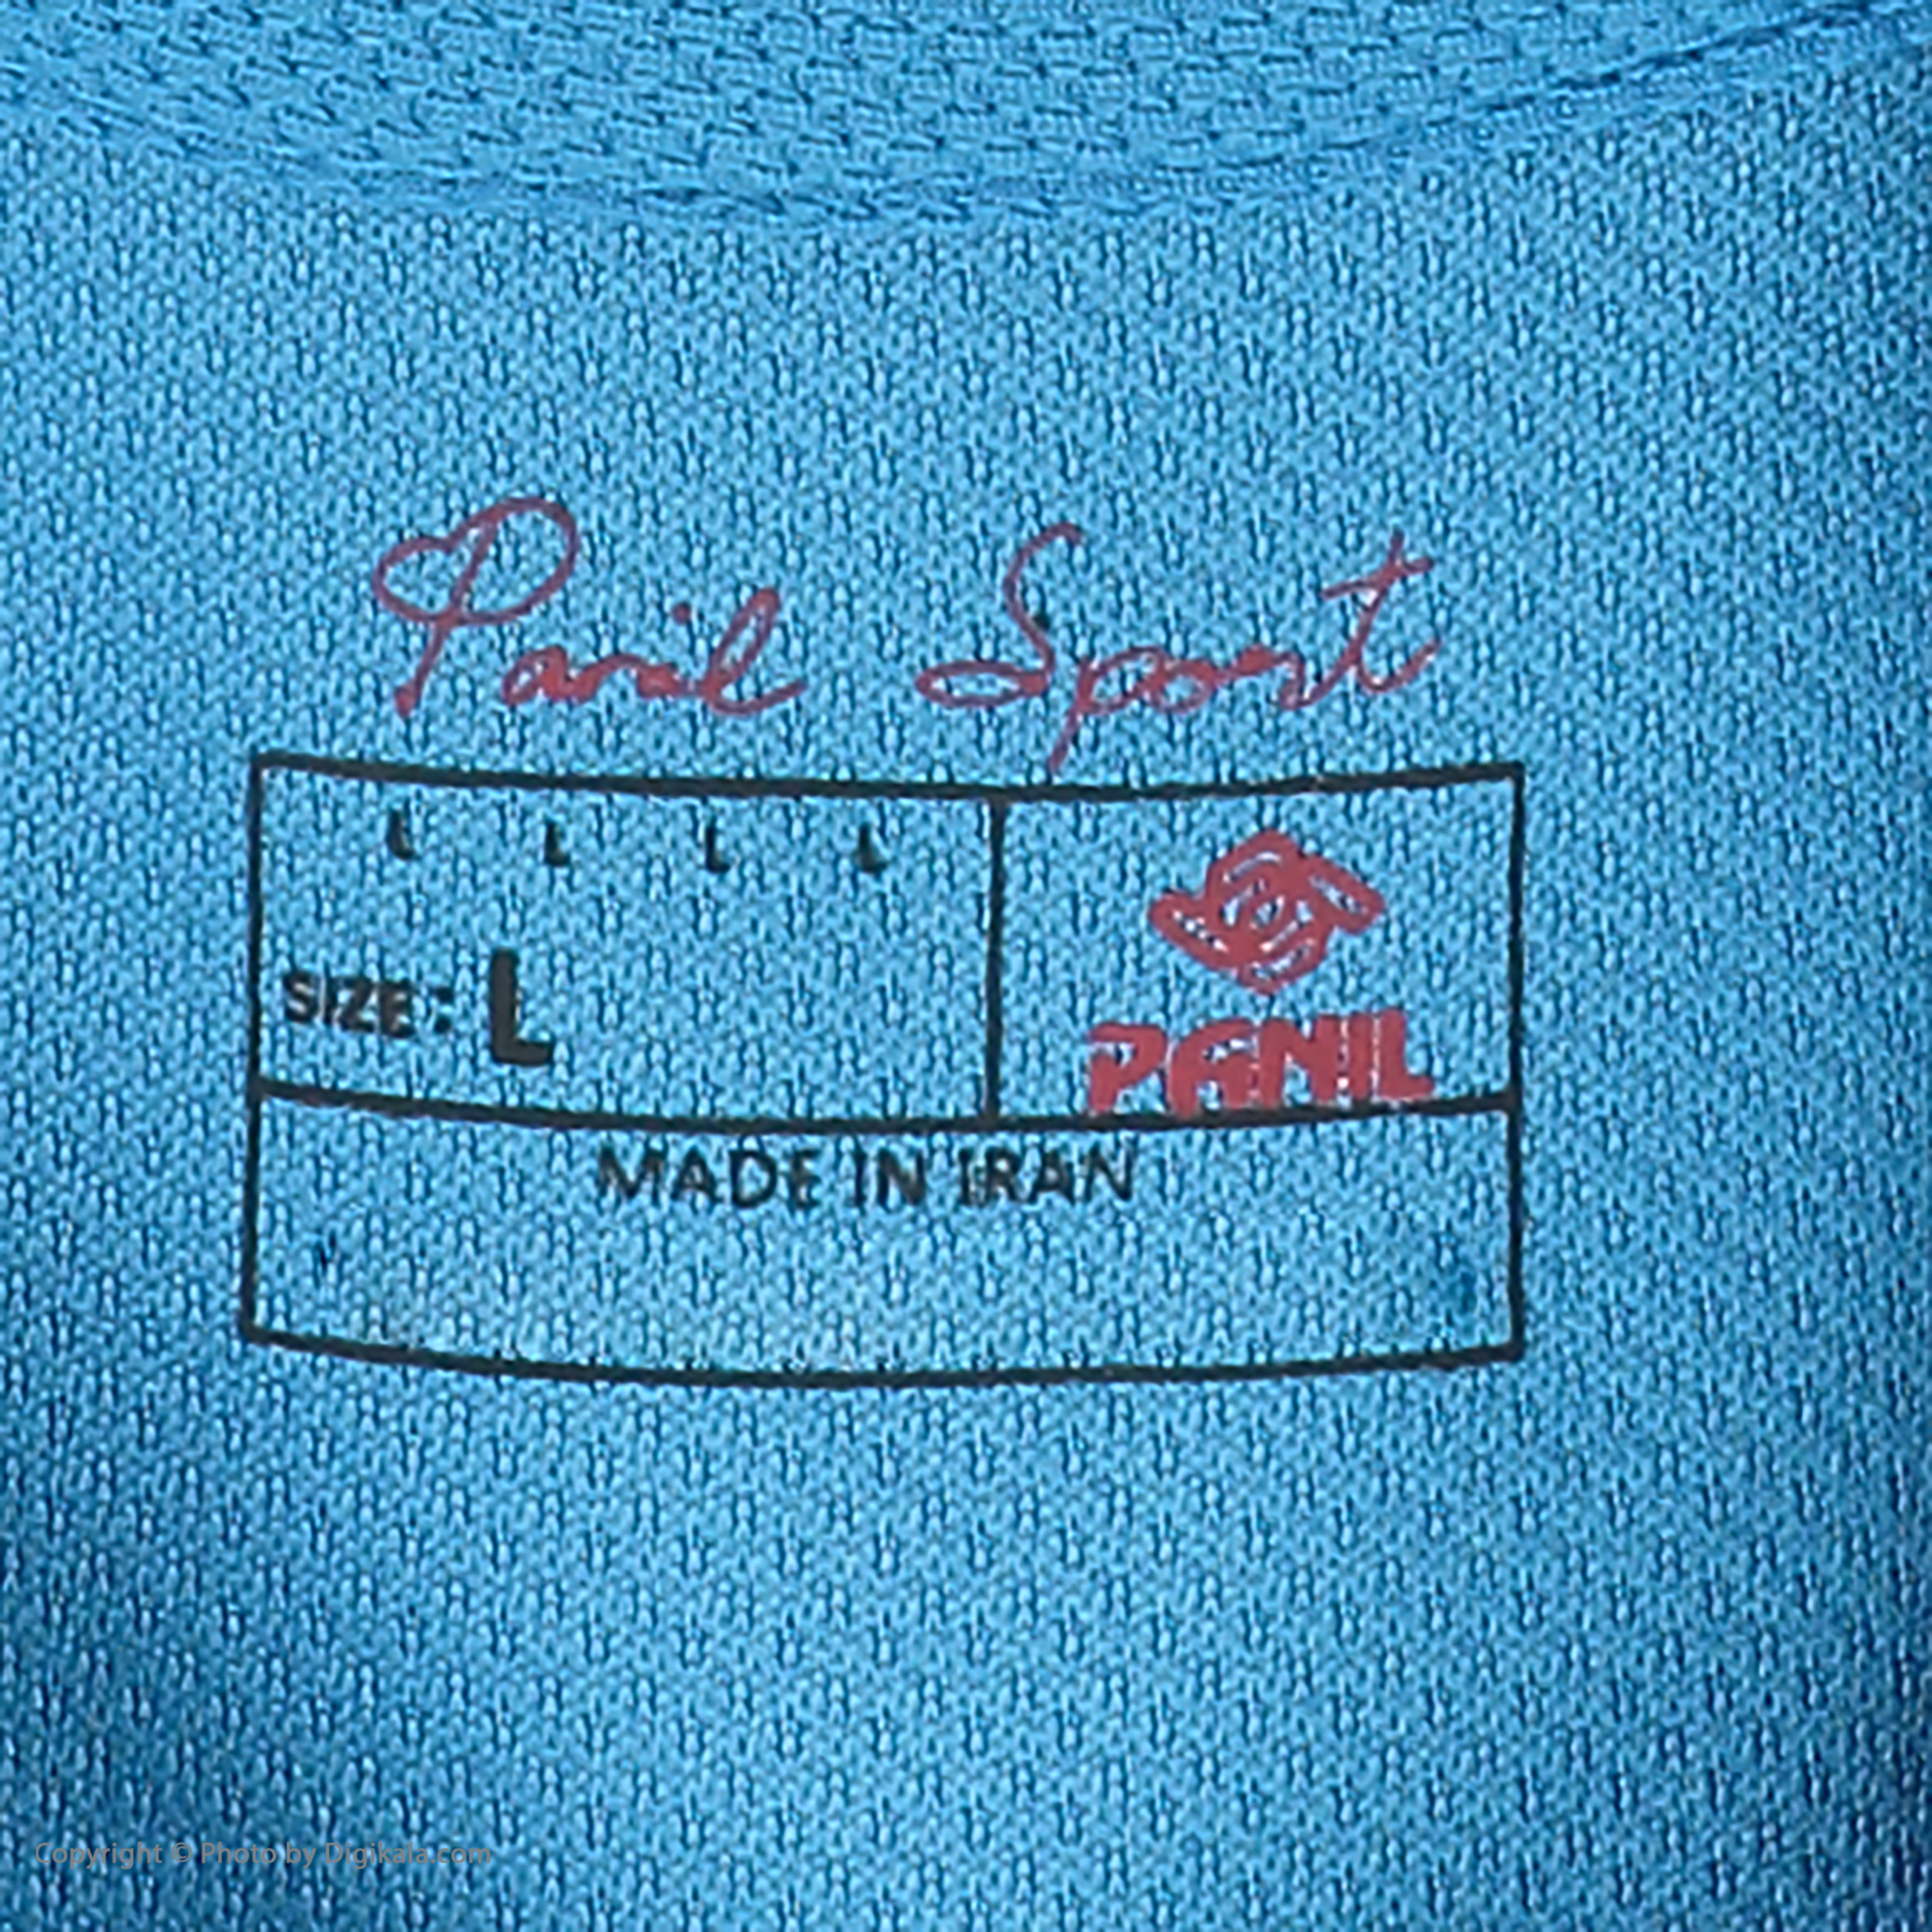 Panil Sport
L L L L
SIZE: L
PANIL
MADE IN IRAN
Copyright © Photo by Digikala.com